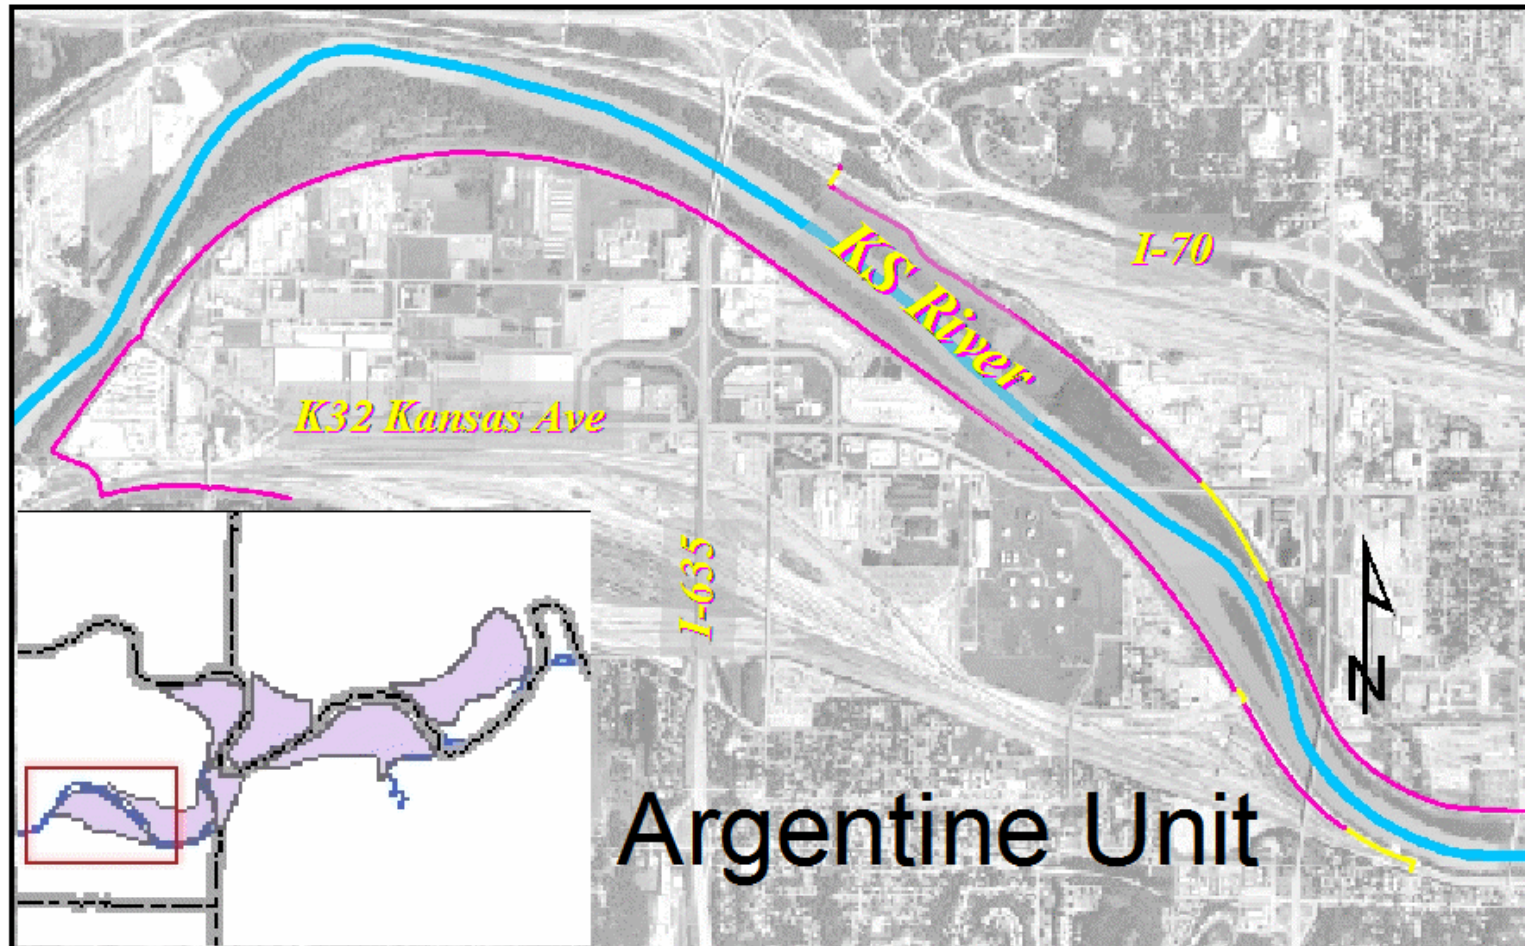 KS River
I-70
K32 Kansas Ave
I-635
N
Argentine Unit